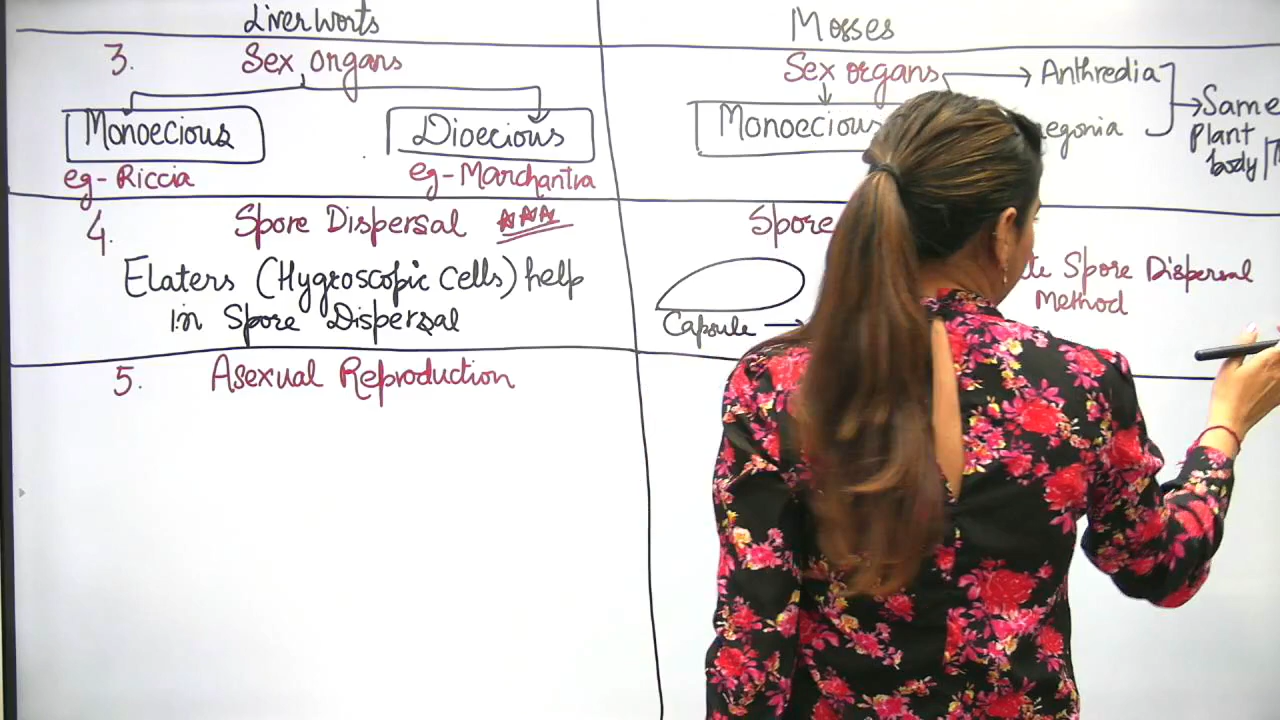 Liverworts
3. Sex organs
Monoecious
Dioecious
eg- Riccia
eg- Marchantia
4. Spore Dispersal
Elaters (Hygroscopic cells) help
in Spore Dispersal
5. Asexual Reproduction
Mosses
Sex organs → Anthredia
Monoecious
egonia
→ Same
Plant
body/
Spore
Capsule →
Spore Dispersal
Method